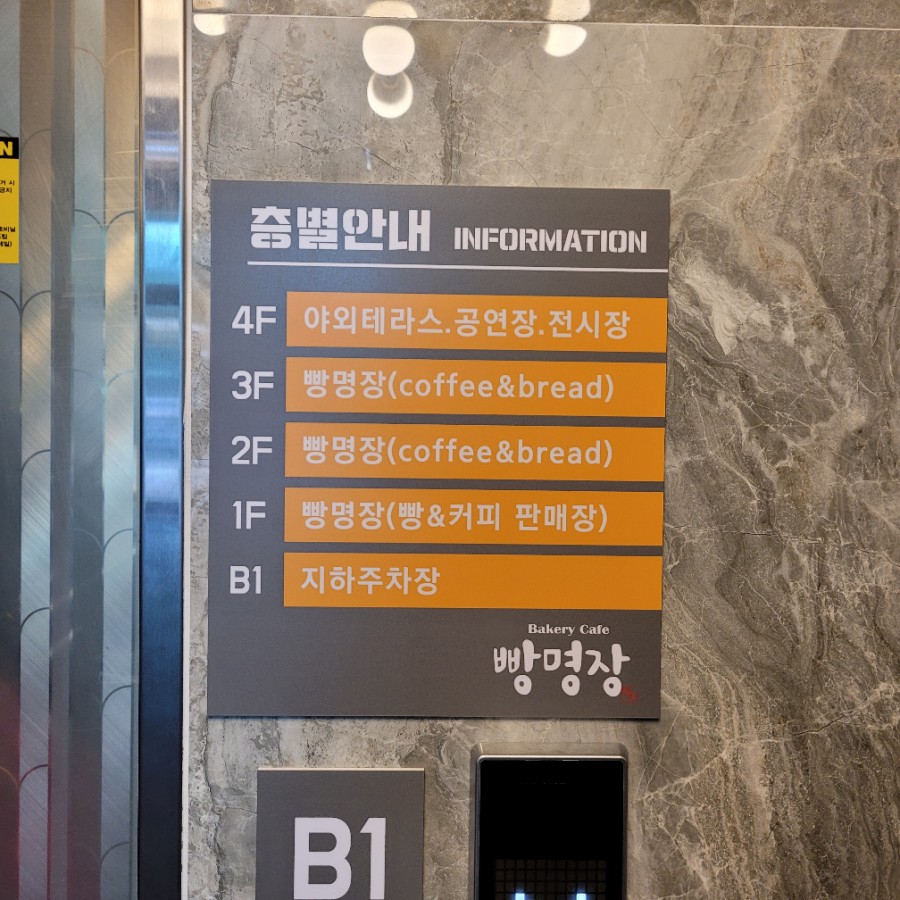 층별안내 INFORMATION
4F 야외테라스.공연장.전시장
3F 빵명장(coffee&bread)
2F 빵명장(coffee&bread)
1F 빵명장(빵&커피 판매장)
B1 지하주차장
Bakery Cafe
빵명장
B1